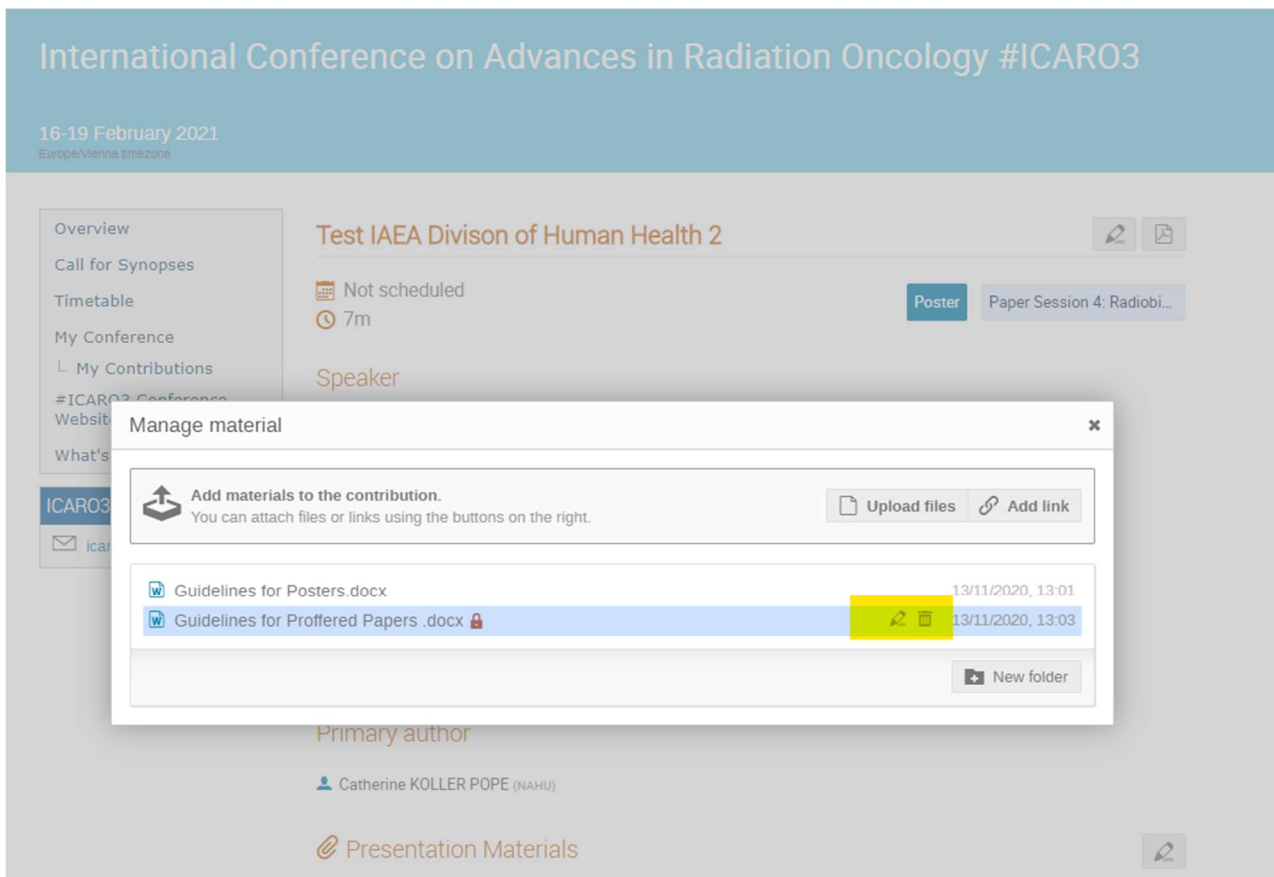 International Conference on Advances in Radiation Oncology #ICARO3
16-19 February 2021
Europe/Vienna timezone
Overview
Call for Synopses
Timetable
My Conference
My Contributions
#ICARO3 Conference
Websit
What's
ICARO3
icar
Test IAEA Divison of Human Health 2
Not scheduled
7m
Poster
Paper Session 4: Radiobi...
Speaker
Manage material
Add materials to the contribution.
You can attach files or links using the buttons on the right.
Upload files
Add link
Guidelines for Posters.docx
13/11/2020, 13:01
Guidelines for Proffered Papers .docx
13/11/2020, 13:03
New folder
Primary author
Catherine KOLLER POPE (NAHU)
Presentation Materials